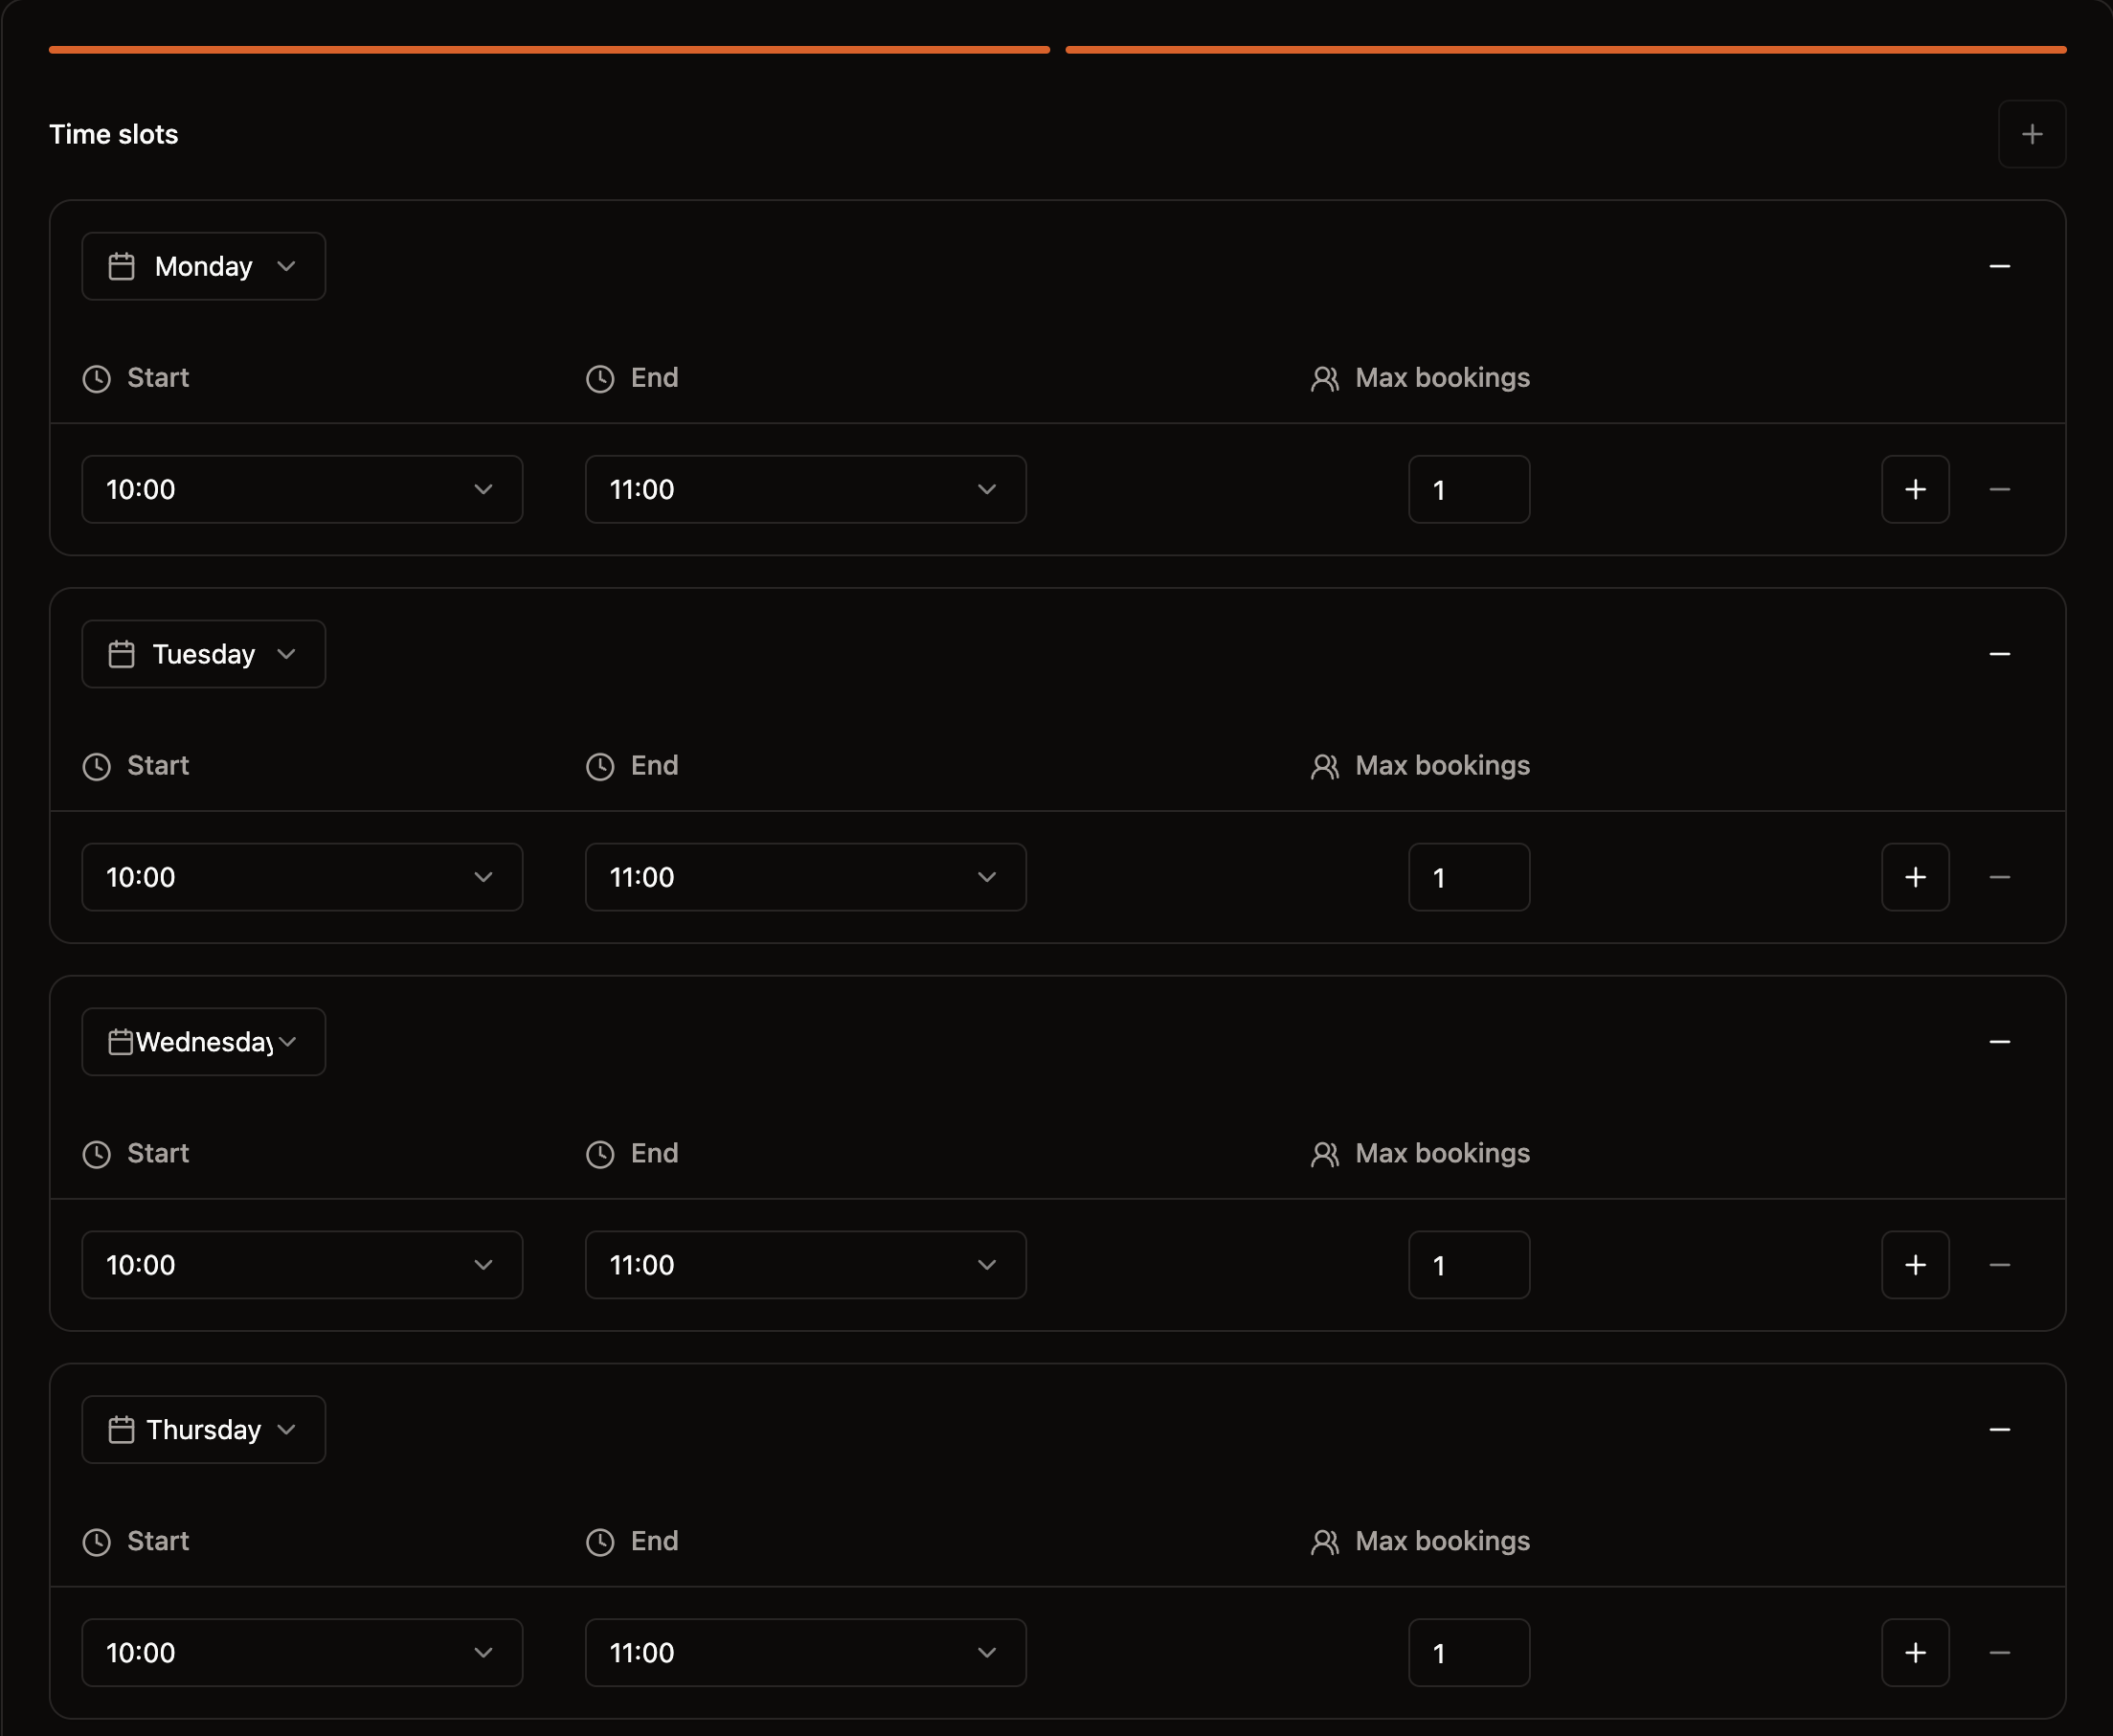 Time slots
Monday
Start End Max bookings
10:00 11:00 1
Tuesday
Start End Max bookings
10:00 11:00 1
Wednesday
Start End Max bookings
10:00 11:00 1
Thursday
Start End Max bookings
10:00 11:00 1